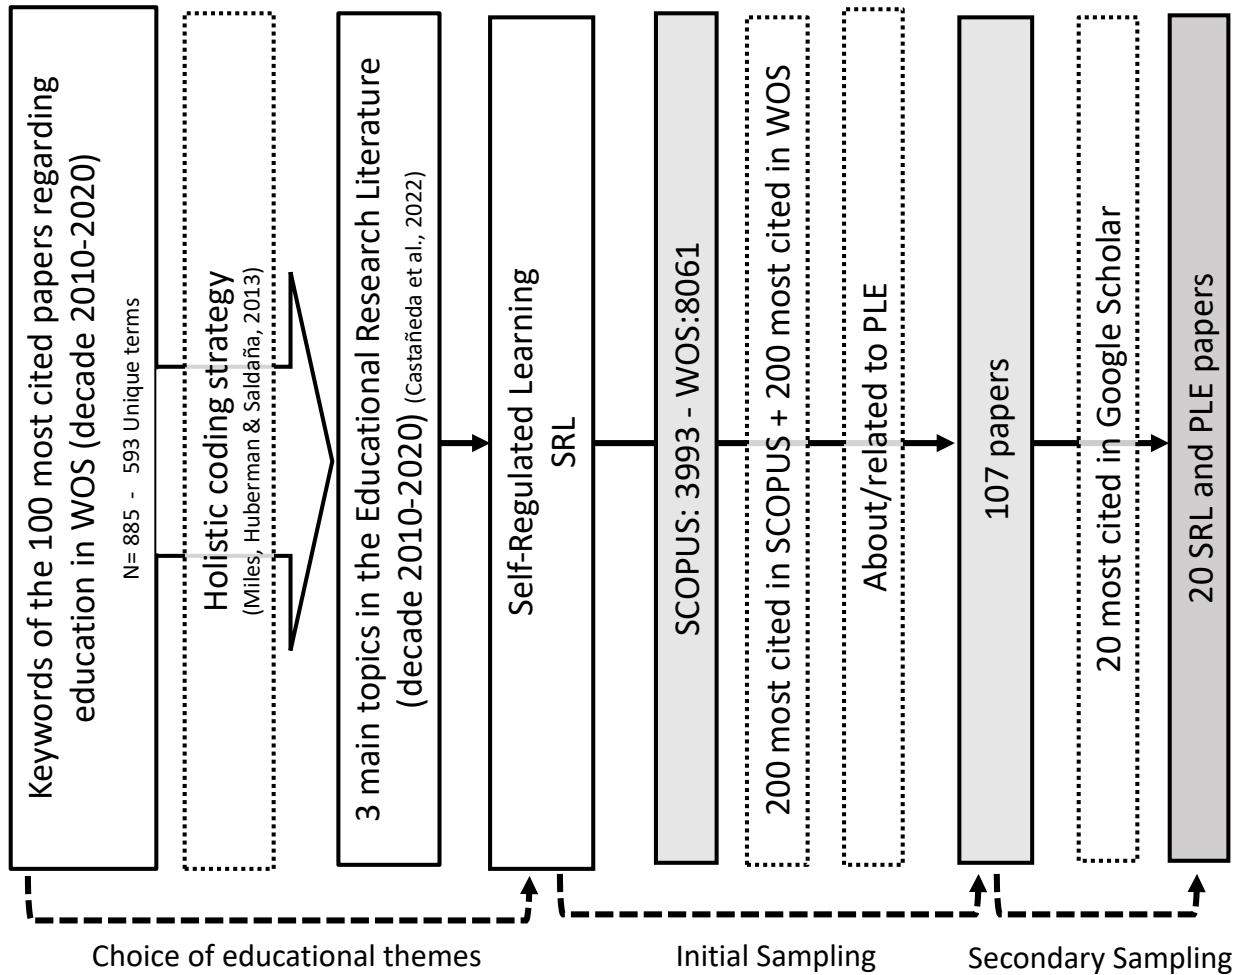 Keywords of the 100 most cited papers regarding
education in WOS (decade 2010-2020)
N= 885 - 593 Unique terms
Holistic coding strategy
(Miles, Huberman & Saldaña, 2013)
3 main topics in the Educational Research Literature
(decade 2010-2020) (Castañeda et al., 2022)
Self-Regulated Learning
SRL
SCOPUS: 3993 - WOS:8061
200 most cited in SCOPUS + 200 most cited in WOS
About/related to PLE
107 papers
20 most cited in Google Scholar
20 SRL and PLE papers
Choice of educational themes
Initial Sampling
Secondary Sampling